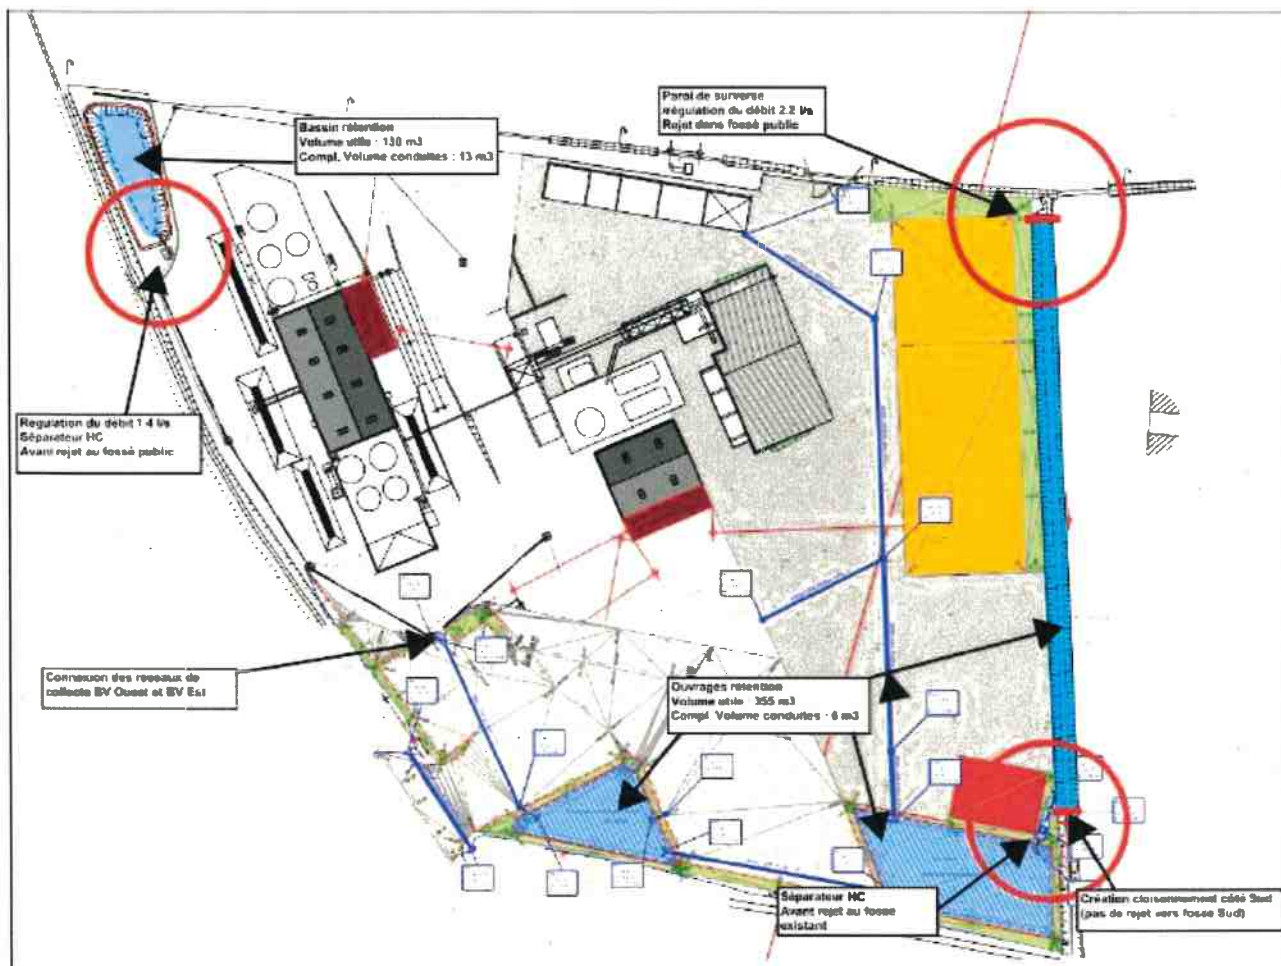 Paroi de surverse
Régulation du débit 2.2 l/s
Rejet dans fossé public
Bassin rétention
Volume utile : 130 m3
Compl. Volume conduites : 13 m3
Régulation du débit 1.4 l/s
Séparateur HC
Avant rejet au fossé public
Connexion des réseaux de
collecte BV Ouest et BV Est
Ouvrages rétention
Volume utile : 355 m3
Compl. Volume conduites : 6 m3
Séparateur HC
Avant rejet au fossé
existant
Création cloisonnement côté Sud
(pas de rejet vers fossé Sud)